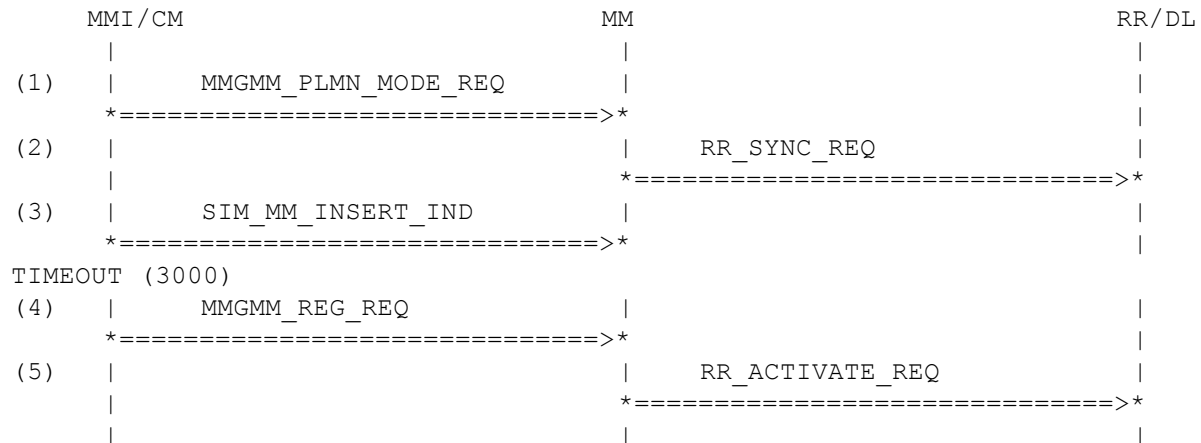 MMI/CM MM RR/DL
| | |
(1) | MMGMM_PLMN_MODE_REQ | |
*==============================>* |
(2) | | RR_SYNC_REQ |
| *==============================>*
(3) | SIM_MM_INSERT_IND | |
*==============================>* |
TIMEOUT (3000)
(4) | MMGMM_REG_REQ | |
*==============================>* |
(5) | | RR_ACTIVATE_REQ |
| *==============================>*
| | |